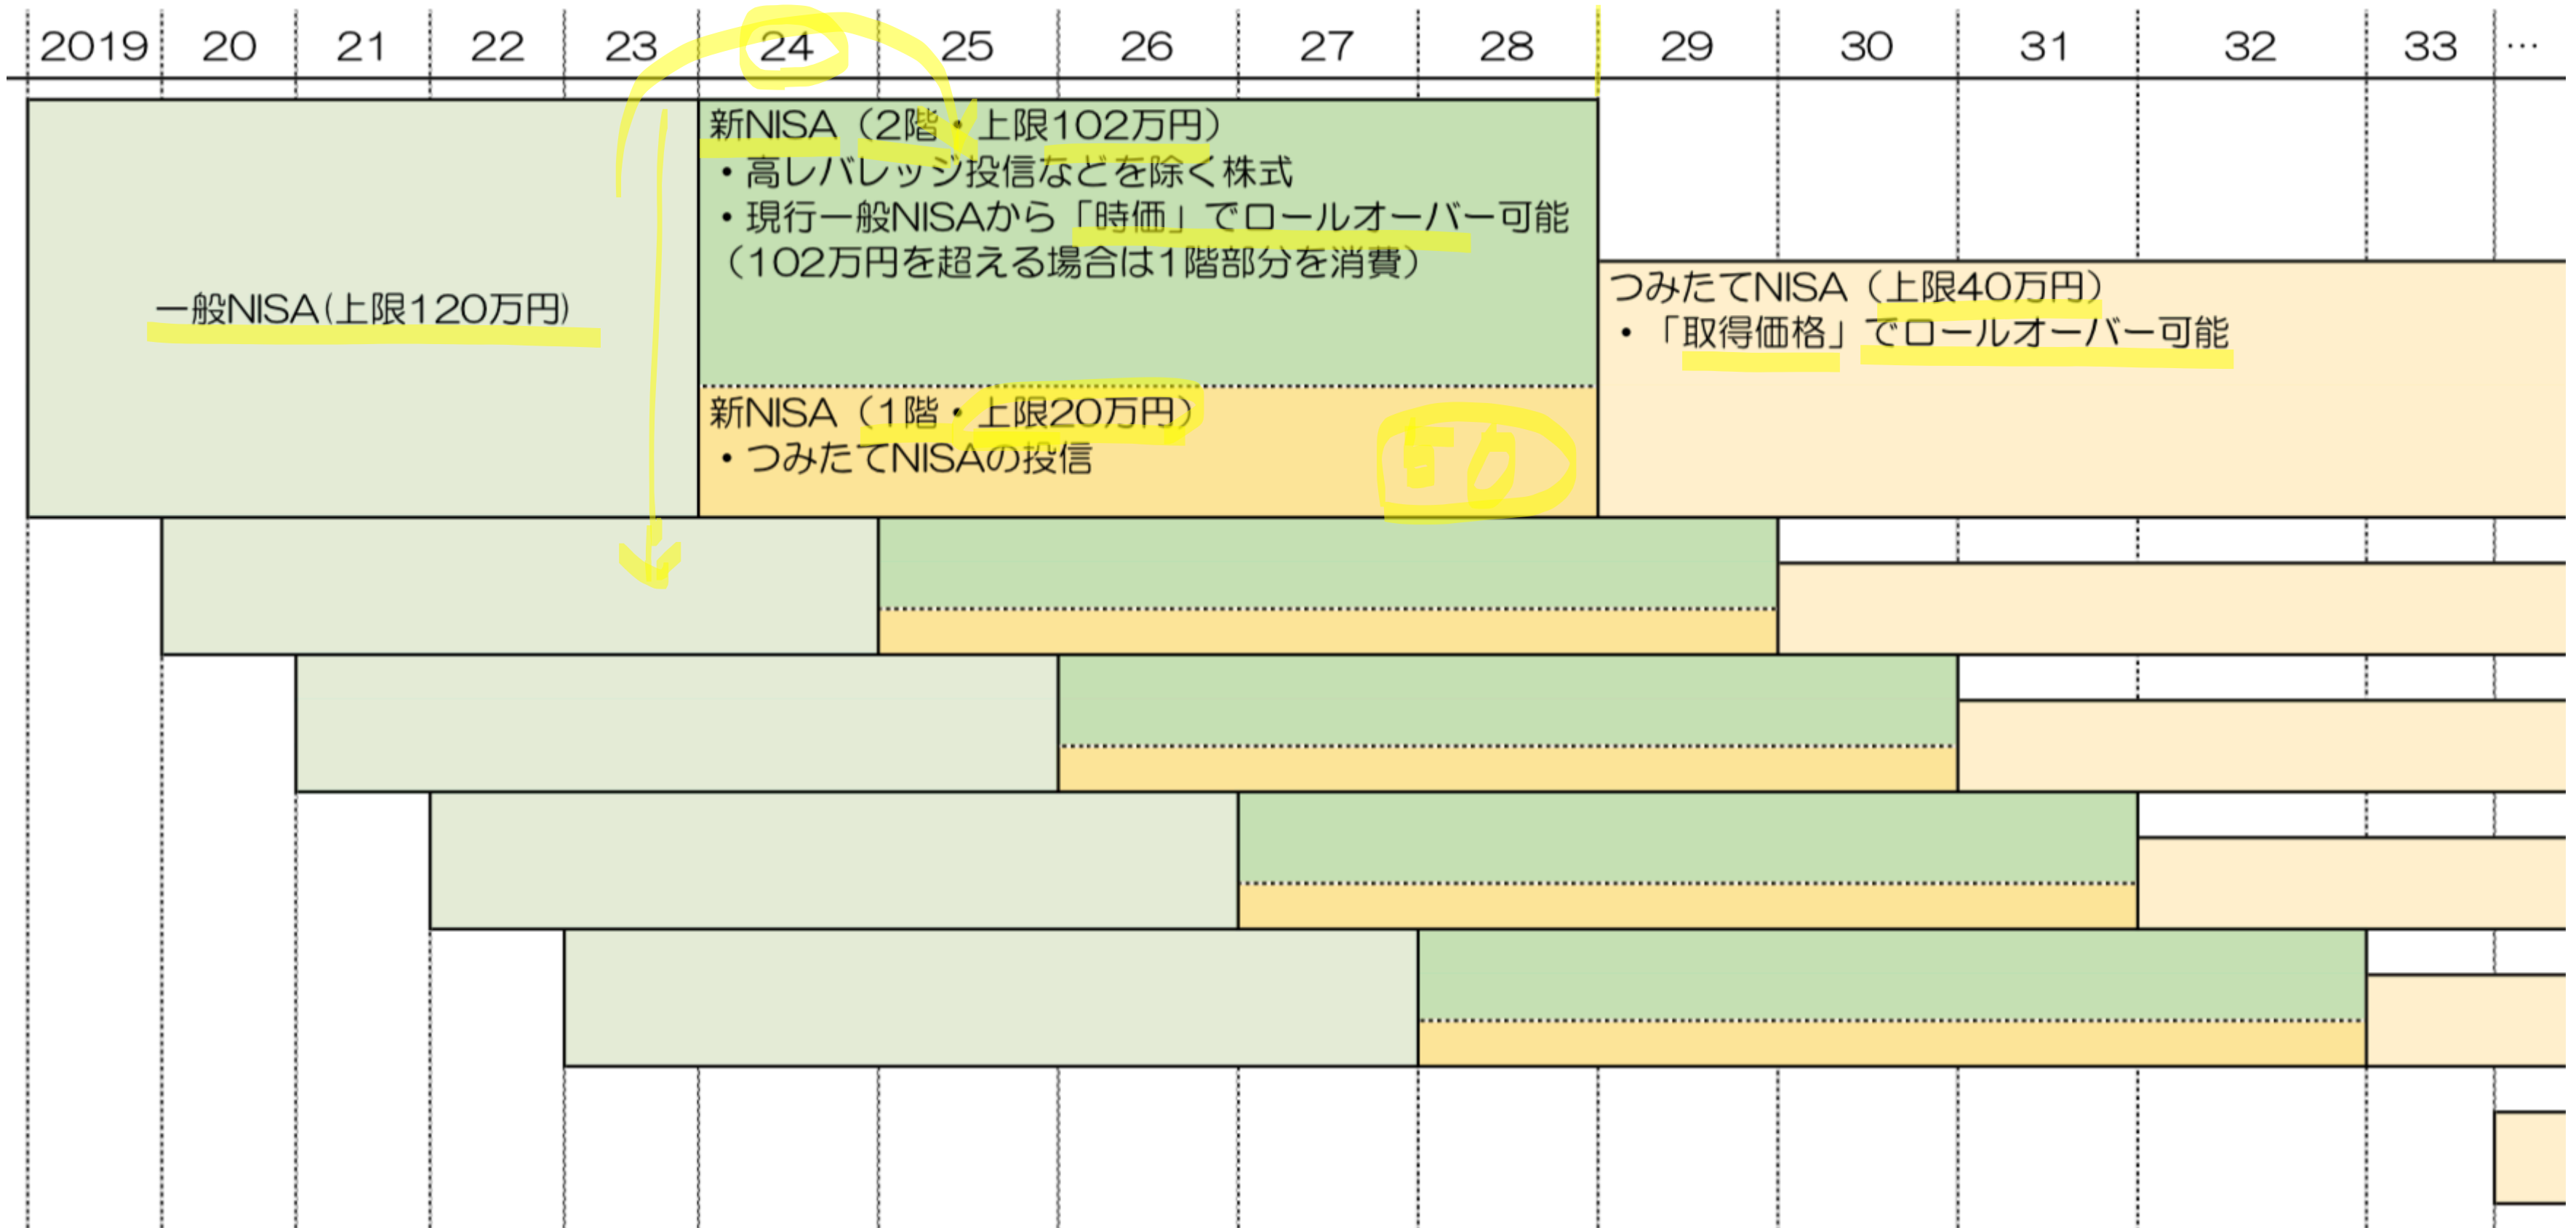 2019 20 21 22 23 24 25 26 27 28 29 30 31 32 33 …
一般NISA(上限120万円)
新NISA（2階・上限102万円）
・高レバレッジ投信などを除く株式
・現行一般NISAから「時価」でロールオーバー可能
（102万円を超える場合は1階部分を消費）
新NISA（1階・上限20万円）
・つみたてNISAの投信
つみたてNISA（上限40万円）
・「取得価格」でロールオーバー可能